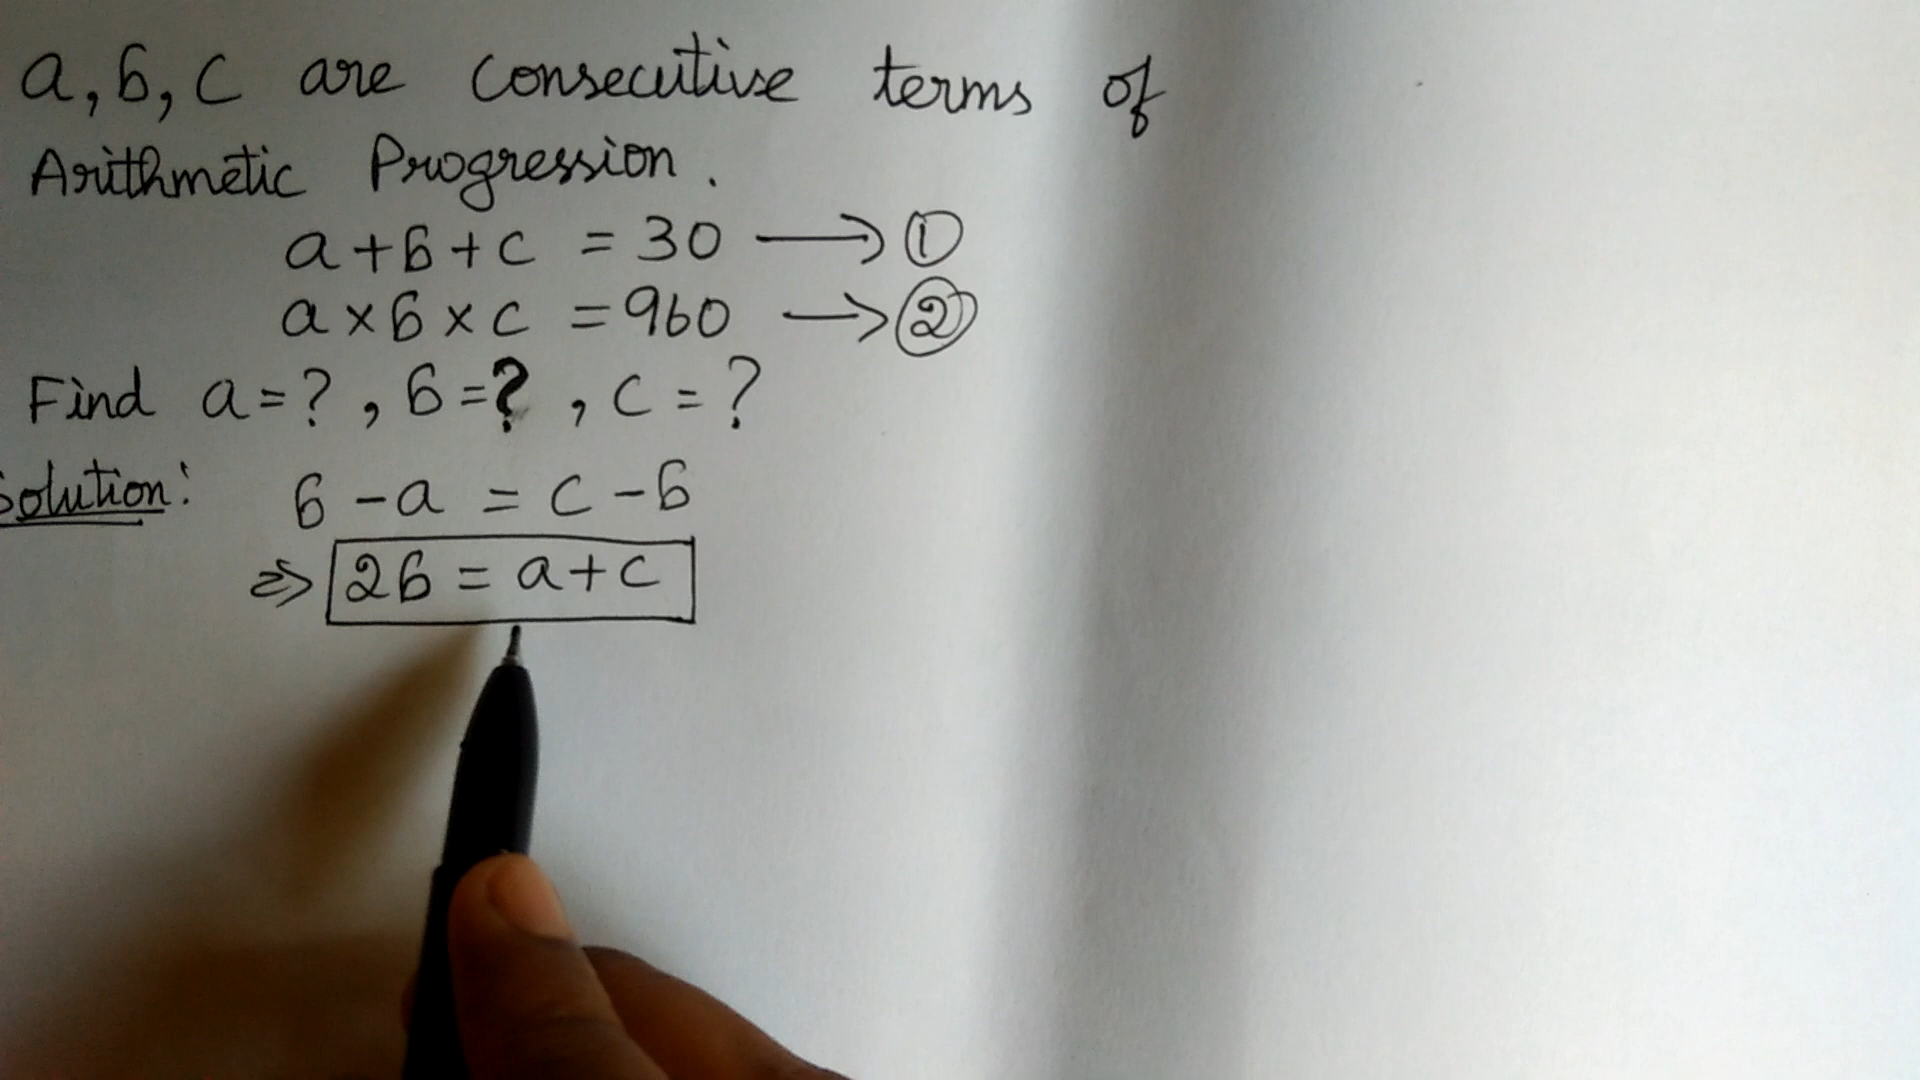 a, b, c are consecutive terms of
Arithmetic Progression.
a + b + c = 30 → ①
a × b × c = 960 → ②
Find a = ?, b = ?, c = ?
Solution: b - a = c - b
⇒ 2b = a + c